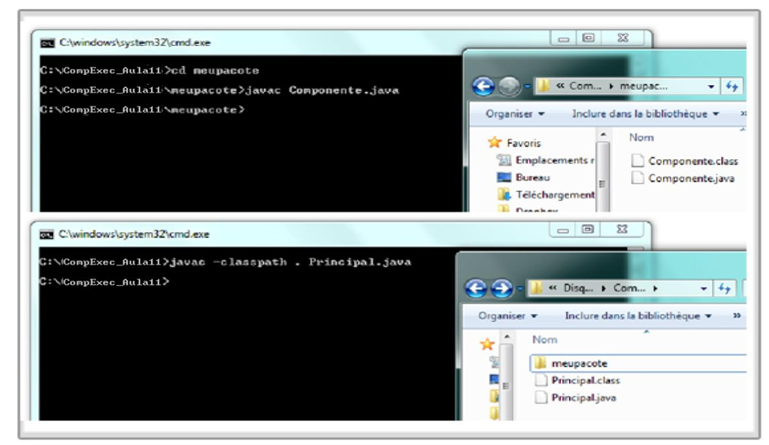 C:\windows\system32\cmd.exe
C:\CompExec_Aula11>cd meupacote
C:\CompExec_Aula11\meupacote>javac Componente.java
C:\CompExec_Aula11\meupacote>
« Com... ▸ meupac...
Organiser Inclure dans la bibliothèque »
Favoris
Emplacements r
Bureau
Téléchargement
Dropbox
Nom
Componente.class
Componente.java
C:\windows\system32\cmd.exe
C:\CompExec_Aula11>javac -classpath . Principal.java
C:\CompExec_Aula11>
« Disq... ▸ Com... ▸
Organiser Inclure dans la bibliothèque »
Nom
meupacote
Principal.class
Principal.java